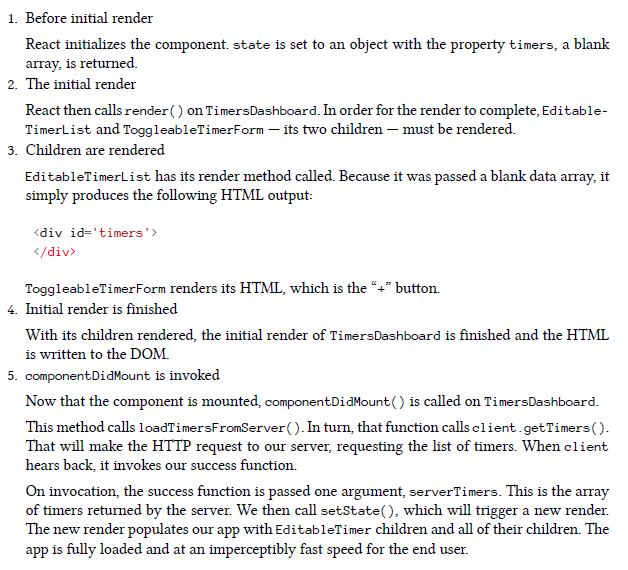 1. Before initial render
React initializes the component. state is set to an object with the property timers, a blank
array, is returned.
2. The initial render
React then calls render() on TimersDashboard. In order for the render to complete, Editable-
TimerList and ToggleableTimerForm — its two children — must be rendered.
3. Children are rendered
EditableTimerList has its render method called. Because it was passed a blank data array, it
simply produces the following HTML output:
<div id='timers'>
</div>
ToggleableTimerForm renders its HTML, which is the “+” button.
4. Initial render is finished
With its children rendered, the initial render of TimersDashboard is finished and the HTML
is written to the DOM.
5. componentDidMount is invoked
Now that the component is mounted, componentDidMount() is called on TimersDashboard.
This method calls loadTimersFromServer(). In turn, that function calls client.getTimers().
That will make the HTTP request to our server, requesting the list of timers. When client
hears back, it invokes our success function.
On invocation, the success function is passed one argument, serverTimers. This is the array
of timers returned by the server. We then call setState(), which will trigger a new render.
The new render populates our app with EditableTimer children and all of their children. The
app is fully loaded and at an imperceptibly fast speed for the end user.